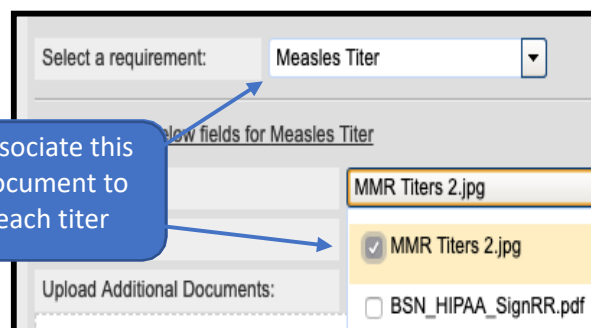 Select a requirement: Measles Titer
elow fields for Measles Titer
sociate this
ocument to
each titer
MMR Titers 2.jpg
MMR Titers 2.jpg
Upload Additional Documents:
BSN_HIPAA_SignRR.pdf